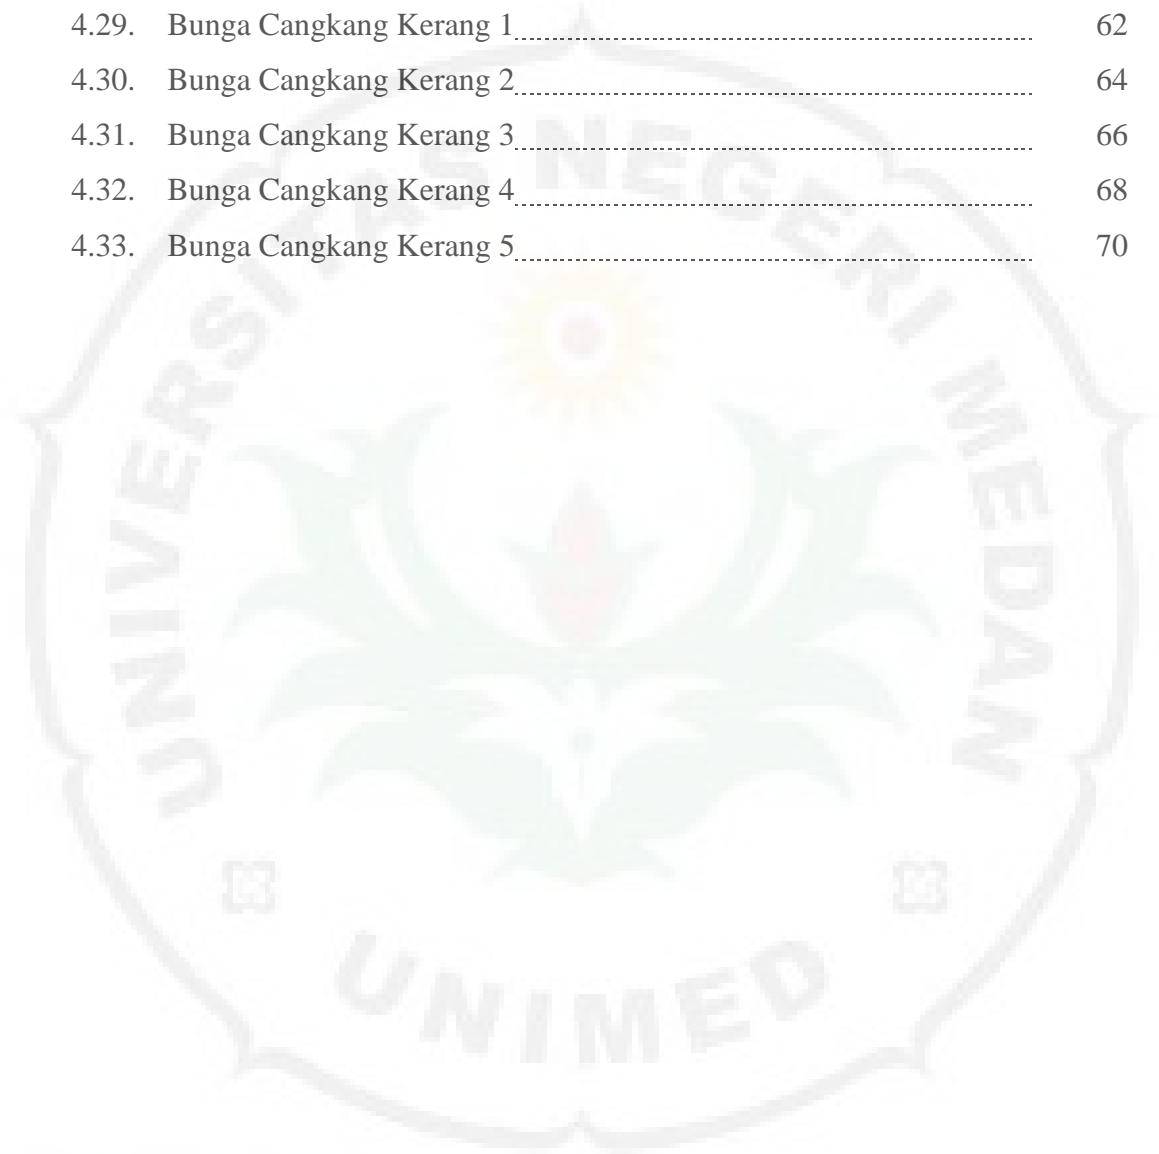 4.29. Bunga Cangkang Kerang 1 62
4.30. Bunga Cangkang Kerang 2 64
4.31. Bunga Cangkang Kerang 3 66
4.32. Bunga Cangkang Kerang 4 68
4.33. Bunga Cangkang Kerang 5 70
UNIVERSITAS NEGERI MEDAN
UNIMED